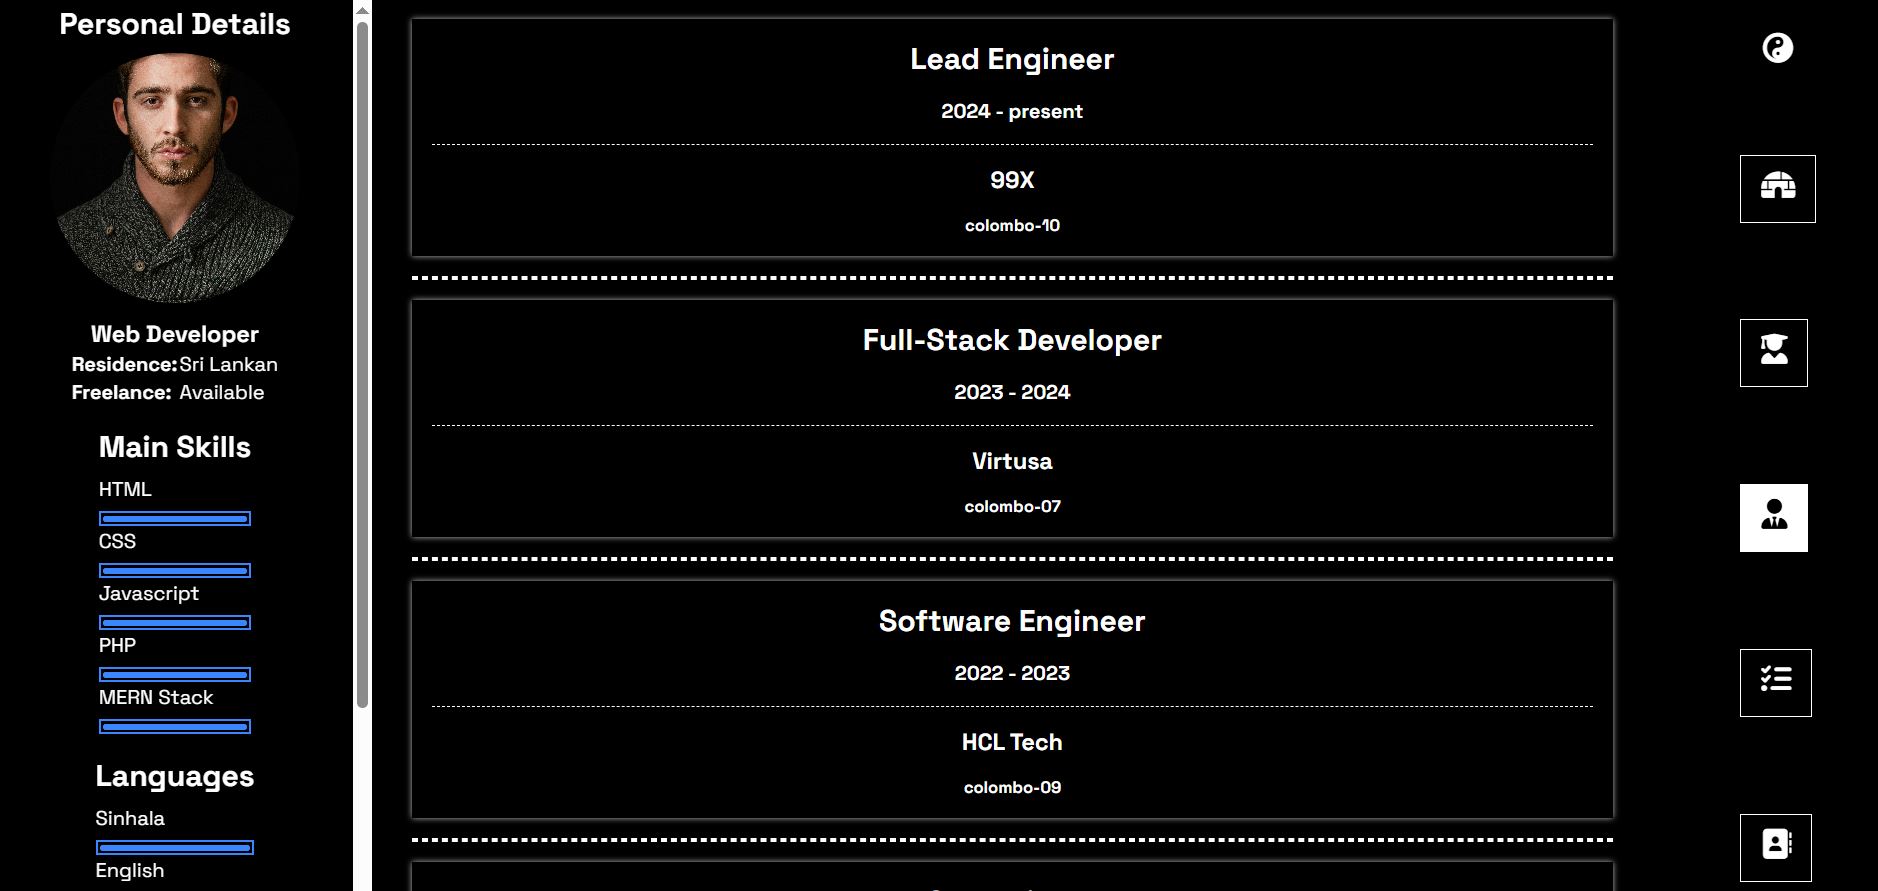 Personal Details
Web Developer
Residence: Sri Lankan
Freelance: Available
Main Skills
HTML
CSS
Javascript
PHP
MERN Stack
Languages
Sinhala
English
Lead Engineer
2024 - present
99X
colombo-10
Full-Stack Developer
2023 - 2024
Virtusa
colombo-07
Software Engineer
2022 - 2023
HCL Tech
colombo-09